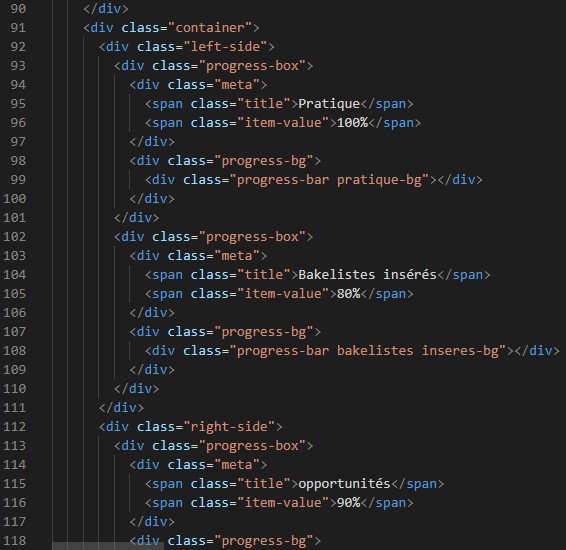 90 </div>
91 <div class="container">
92 <div class="left-side">
93 <div class="progress-box">
94 <div class="meta">
95 <span class="title">Pratique</span>
96 <span class="item-value">100%</span>
97 </div>
98 <div class="progress-bg">
99 <div class="progress-bar pratique-bg"></div>
100 </div>
101 </div>
102 <div class="progress-box">
103 <div class="meta">
104 <span class="title">Bakelistes insérés</span>
105 <span class="item-value">80%</span>
106 </div>
107 <div class="progress-bg">
108 <div class="progress-bar bakelistes inseres-bg"></div>
109 </div>
110 </div>
111 </div>
112 <div class="right-side">
113 <div class="progress-box">
114 <div class="meta">
115 <span class="title">opportunités</span>
116 <span class="item-value">90%</span>
117 </div>
118 <div class="progress-bg">